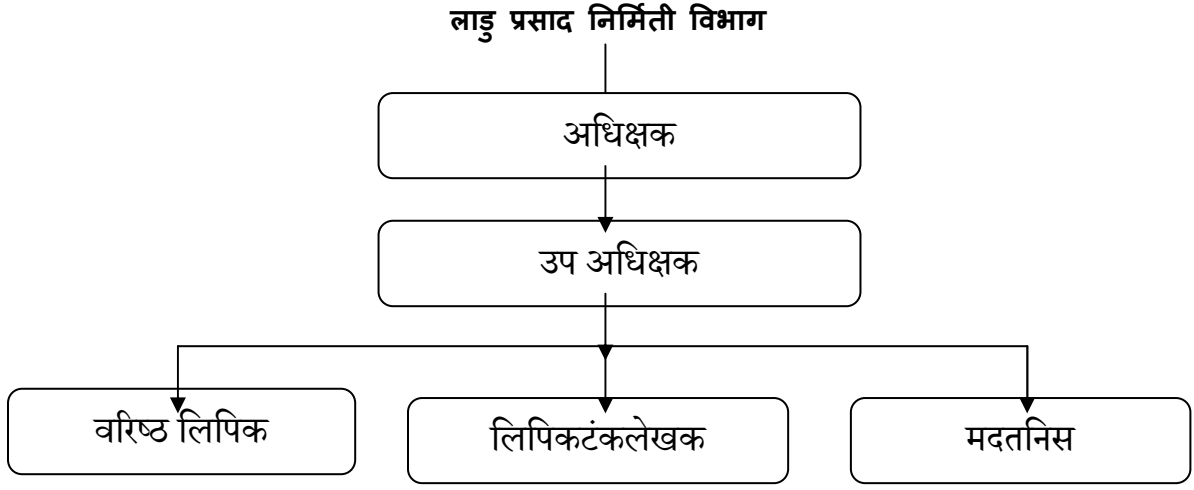 लाडु प्रसाद निर्मिती विभाग
अधिक्षक
उप अधिक्षक
वरिष्ठ लिपिक
लिपिकटंकलेखक
मदतनिस